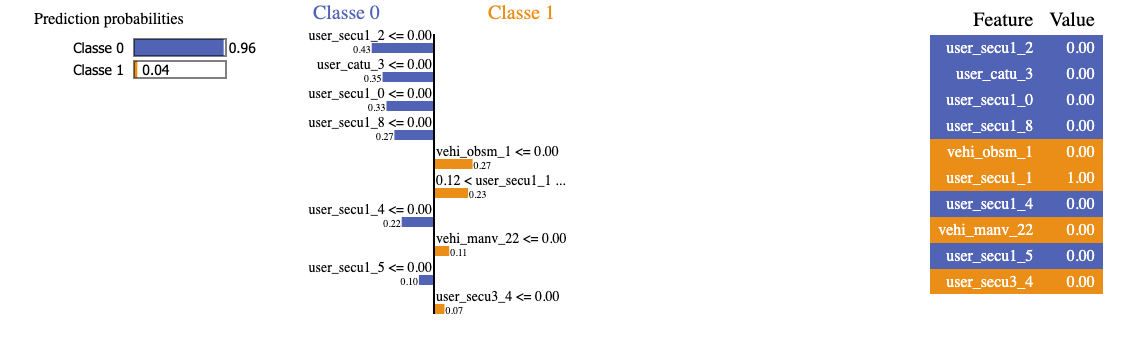 Prediction probabilities
Classe 0 0.96
Classe 1 0.04
Classe 0 Classe 1
user_secu1_2 <= 0.00
0.43
user_catu_3 <= 0.00
0.35
user_secu1_0 <= 0.00
0.33
user_secu1_8 <= 0.00
0.27
vehi_obsm_1 <= 0.00
0.27
0.12 < user_secu1_1 ...
0.23
user_secu1_4 <= 0.00
0.22
vehi_manv_22 <= 0.00
0.11
user_secu1_5 <= 0.00
0.10
user_secu3_4 <= 0.00
0.07
Feature Value
user_secu1_2 0.00
user_catu_3 0.00
user_secu1_0 0.00
user_secu1_8 0.00
vehi_obsm_1 0.00
user_secu1_1 1.00
user_secu1_4 0.00
vehi_manv_22 0.00
user_secu1_5 0.00
user_secu3_4 0.00